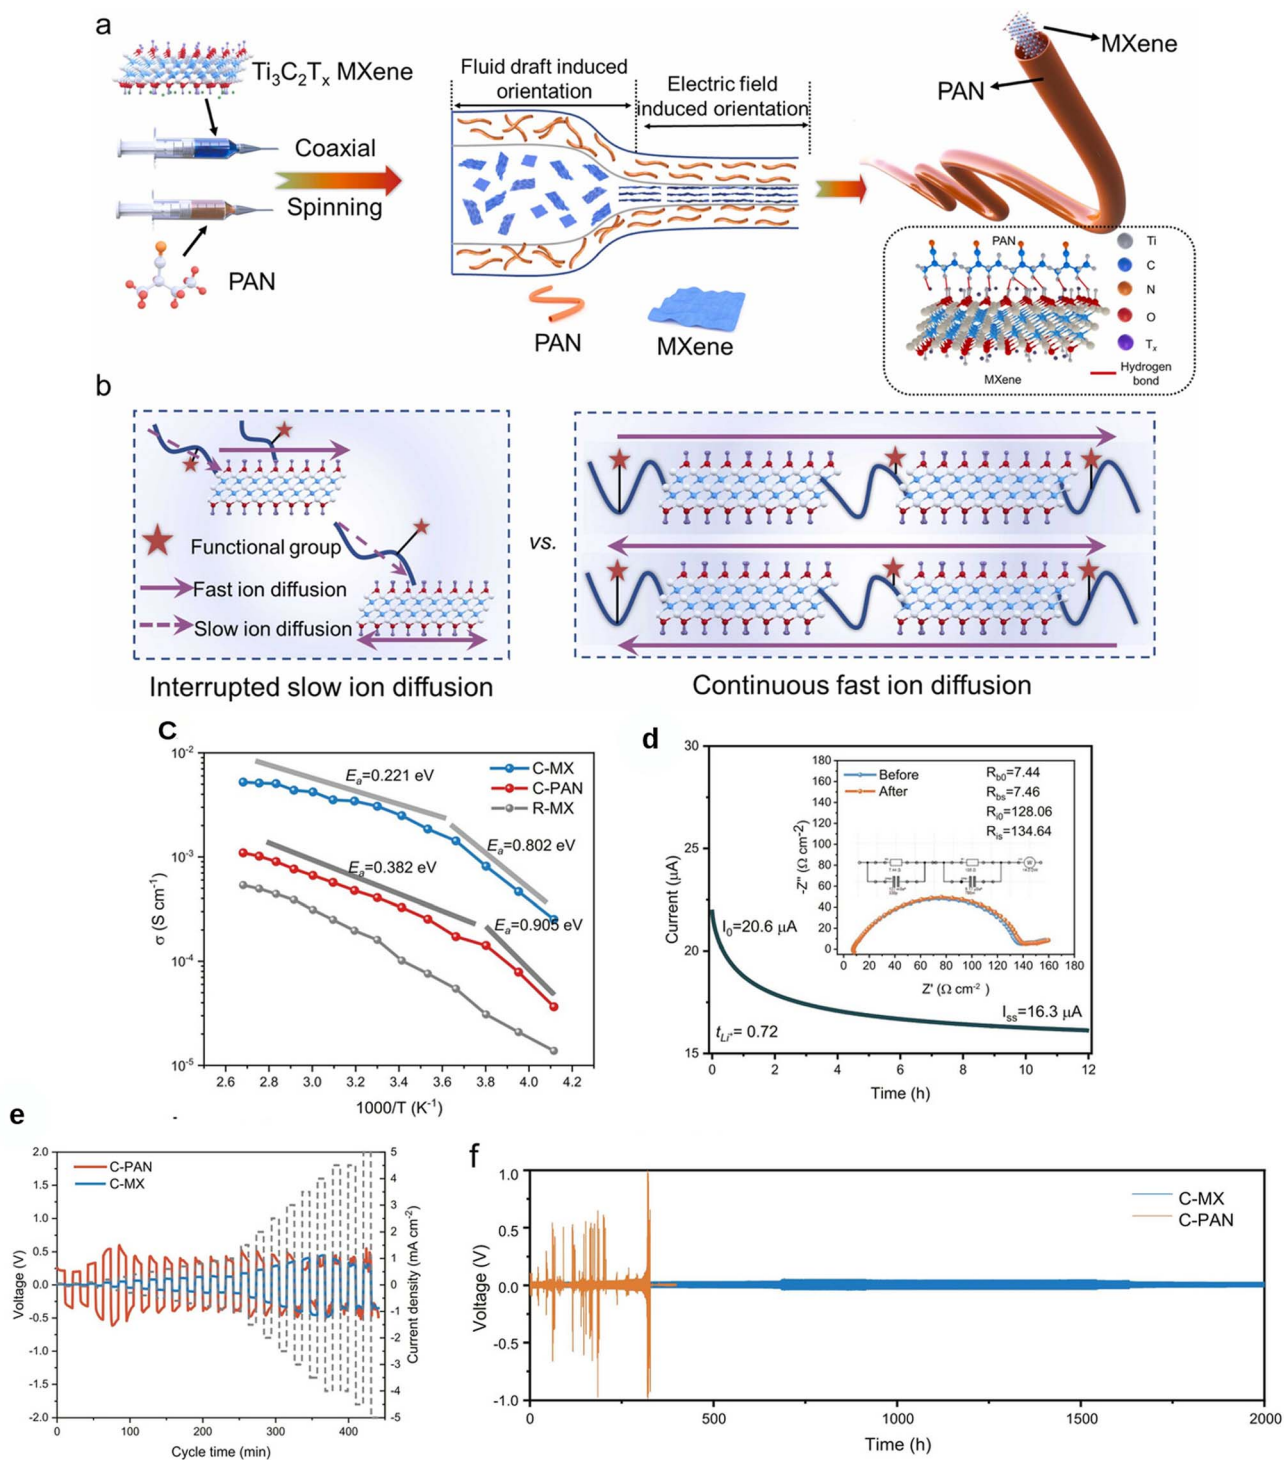 a
Ti3C2Tx MXene
Coaxial
Spinning
PAN
Fluid draft induced
orientation
Electric field
induced orientation
PAN
MXene
MXene
PAN
PAN
MXene
Ti
C
N
O
Tx
Hydrogen
bond
b
Functional group
Fast ion diffusion
Slow ion diffusion
Interrupted slow ion diffusion
vs.
Continuous fast ion diffusion
C
10-2
10-3
10-4
10-5
σ (S cm-1)
Ea=0.221 eV
Ea=0.802 eV
Ea=0.382 eV
Ea=0.905 eV
C-MX
C-PAN
R-MX
2.6 2.8 3.0 3.2 3.4 3.6 3.8 4.0 4.2
1000/T (K-1)
d
30
25
20
15
Current (µA)
I0=20.6 µA
Iss=16.3 µA
tLi+= 0.72
0 2 4 6 8 10 12
Time (h)
180
160
140
120
100
80
60
40
20
0
-Z" (Ω cm-2)
Before
After
Rb0=7.44
Rbs=7.46
Ri0=128.06
Ris=134.64
0 20 40 60 80 100 120 140 160 180
Z' (Ω cm-2 )
e
2.0
1.5
1.0
0.5
0.0
-0.5
-1.0
-1.5
-2.0
Voltage (V)
C-PAN
C-MX
5
4
3
2
1
0
-1
-2
-3
-4
-5
Current density (mA cm-2)
0 100 200 300 400
Cycle time (min)
f
1.0
0.5
0.0
-0.5
-1.0
Voltage (V)
C-MX
C-PAN
0 500 1000 1500 2000
Time (h)